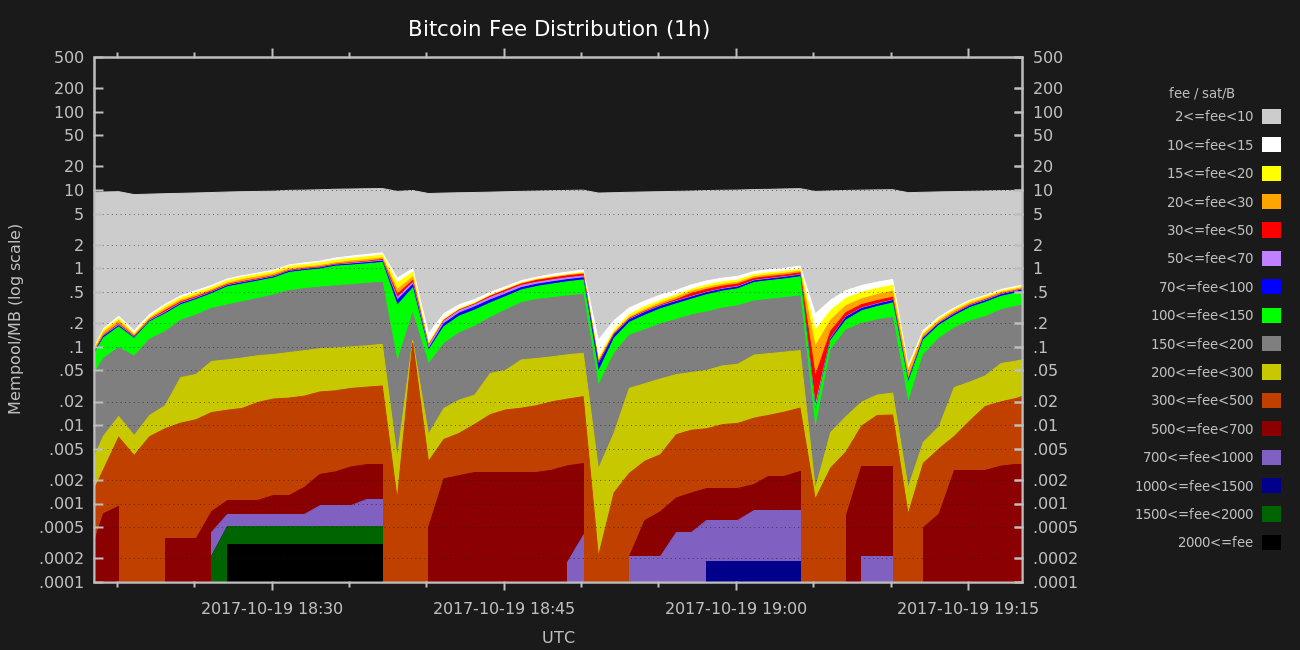 Bitcoin Fee Distribution (1h)
500
200
100
50
20
10
5
2
1
.5
.2
.1
.05
.02
.01
.005
.002
.001
.0005
.0002
.0001
Mempool/MB (log scale)
500
200
100
50
20
10
5
2
1
.5
.2
.1
.05
.02
.01
.005
.002
.001
.0005
.0002
.0001
2017-10-19 18:30 2017-10-19 18:45 2017-10-19 19:00 2017-10-19 19:15
UTC
fee / sat/B
2<=fee<10
10<=fee<15
15<=fee<20
20<=fee<30
30<=fee<50
50<=fee<70
70<=fee<100
100<=fee<150
150<=fee<200
200<=fee<300
300<=fee<500
500<=fee<700
700<=fee<1000
1000<=fee<1500
1500<=fee<2000
2000<=fee